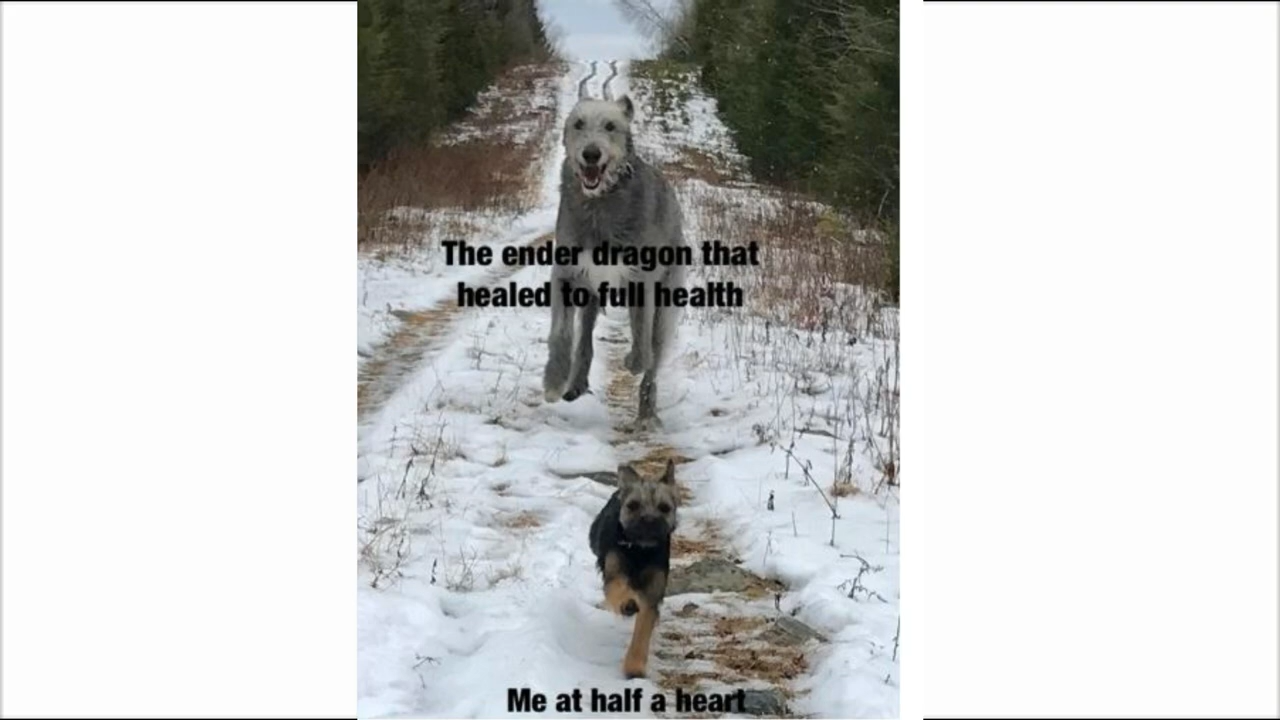 The ender dragon that
healed to full health
Me at half a heart